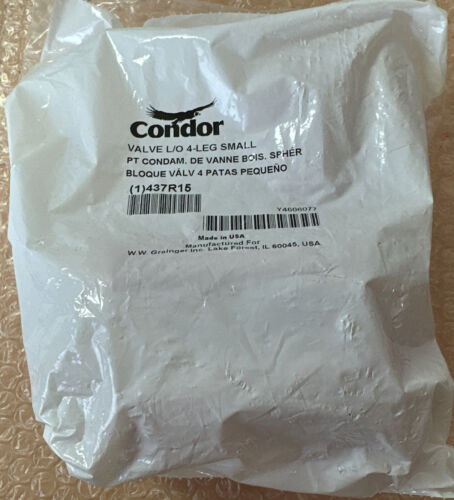 Condor
VALVE L/O 4-LEG SMALL
PT CONDAM. DE VANNE BOIS. SPHÉR
BLOQUE VÁLV 4 PATAS PEQUEÑO
(1)437R15
Y4606077
Made in USA
Manufactured For
W.W. Grainger Inc. Lake Forest, IL 60045, USA